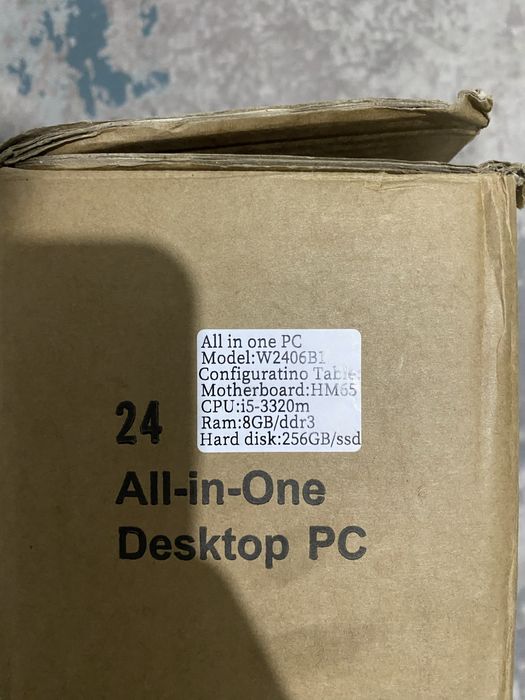 All in one PC
Model:W2406B1
Configuratino Tables
Motherboard:HM65
CPU:i5-3320m
Ram:8GB/ddr3
Hard disk:256GB/ssd
24
All-in-One
Desktop PC